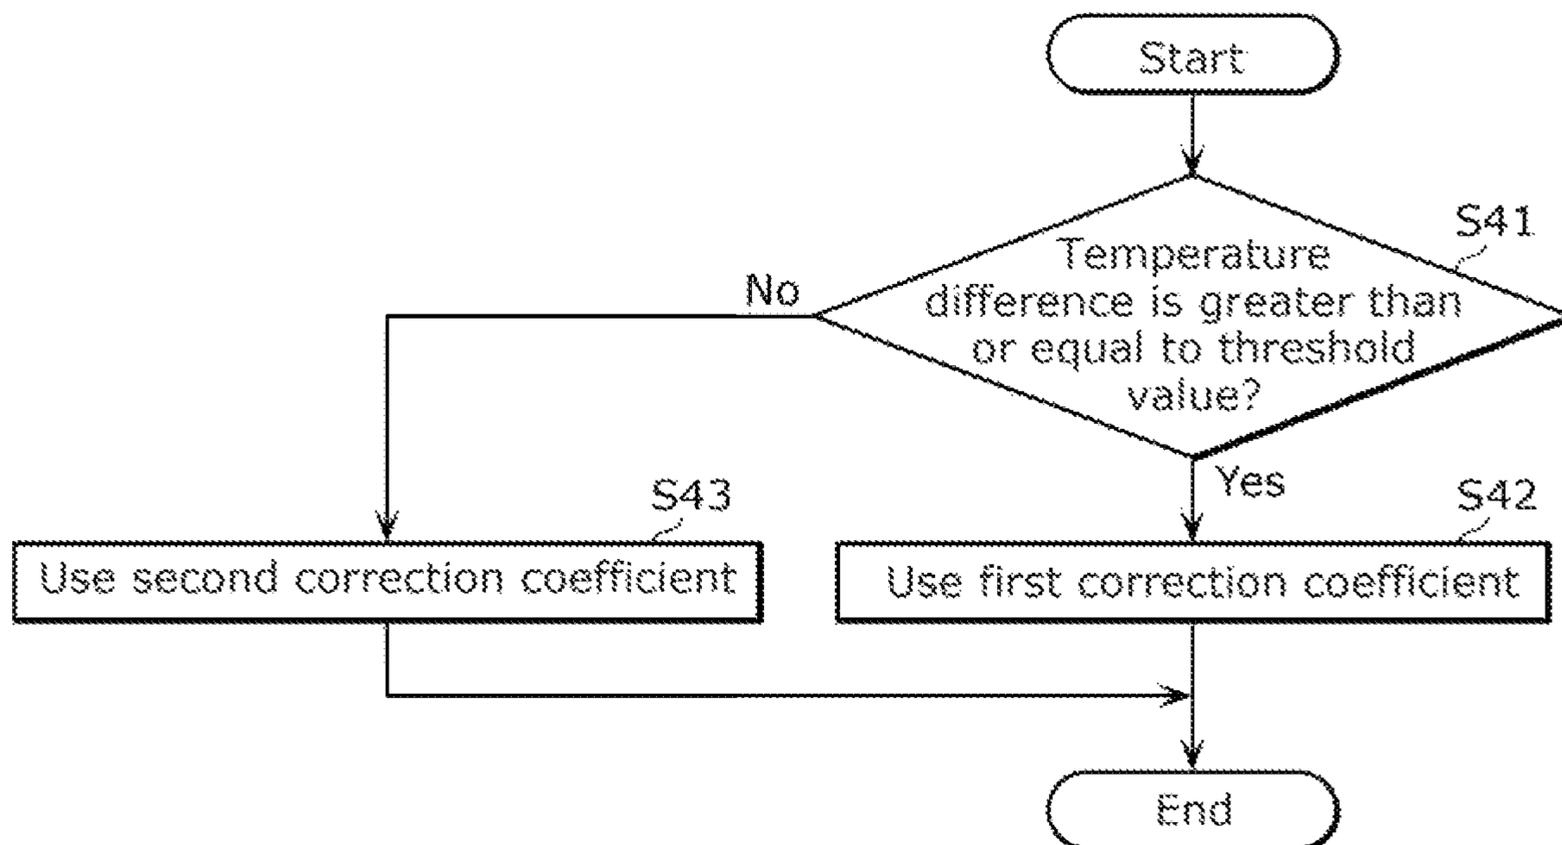 Start
S41
Temperature
difference is greater than
or equal to threshold
value?
No
Yes
S43
S42
Use second correction coefficient
Use first correction coefficient
End